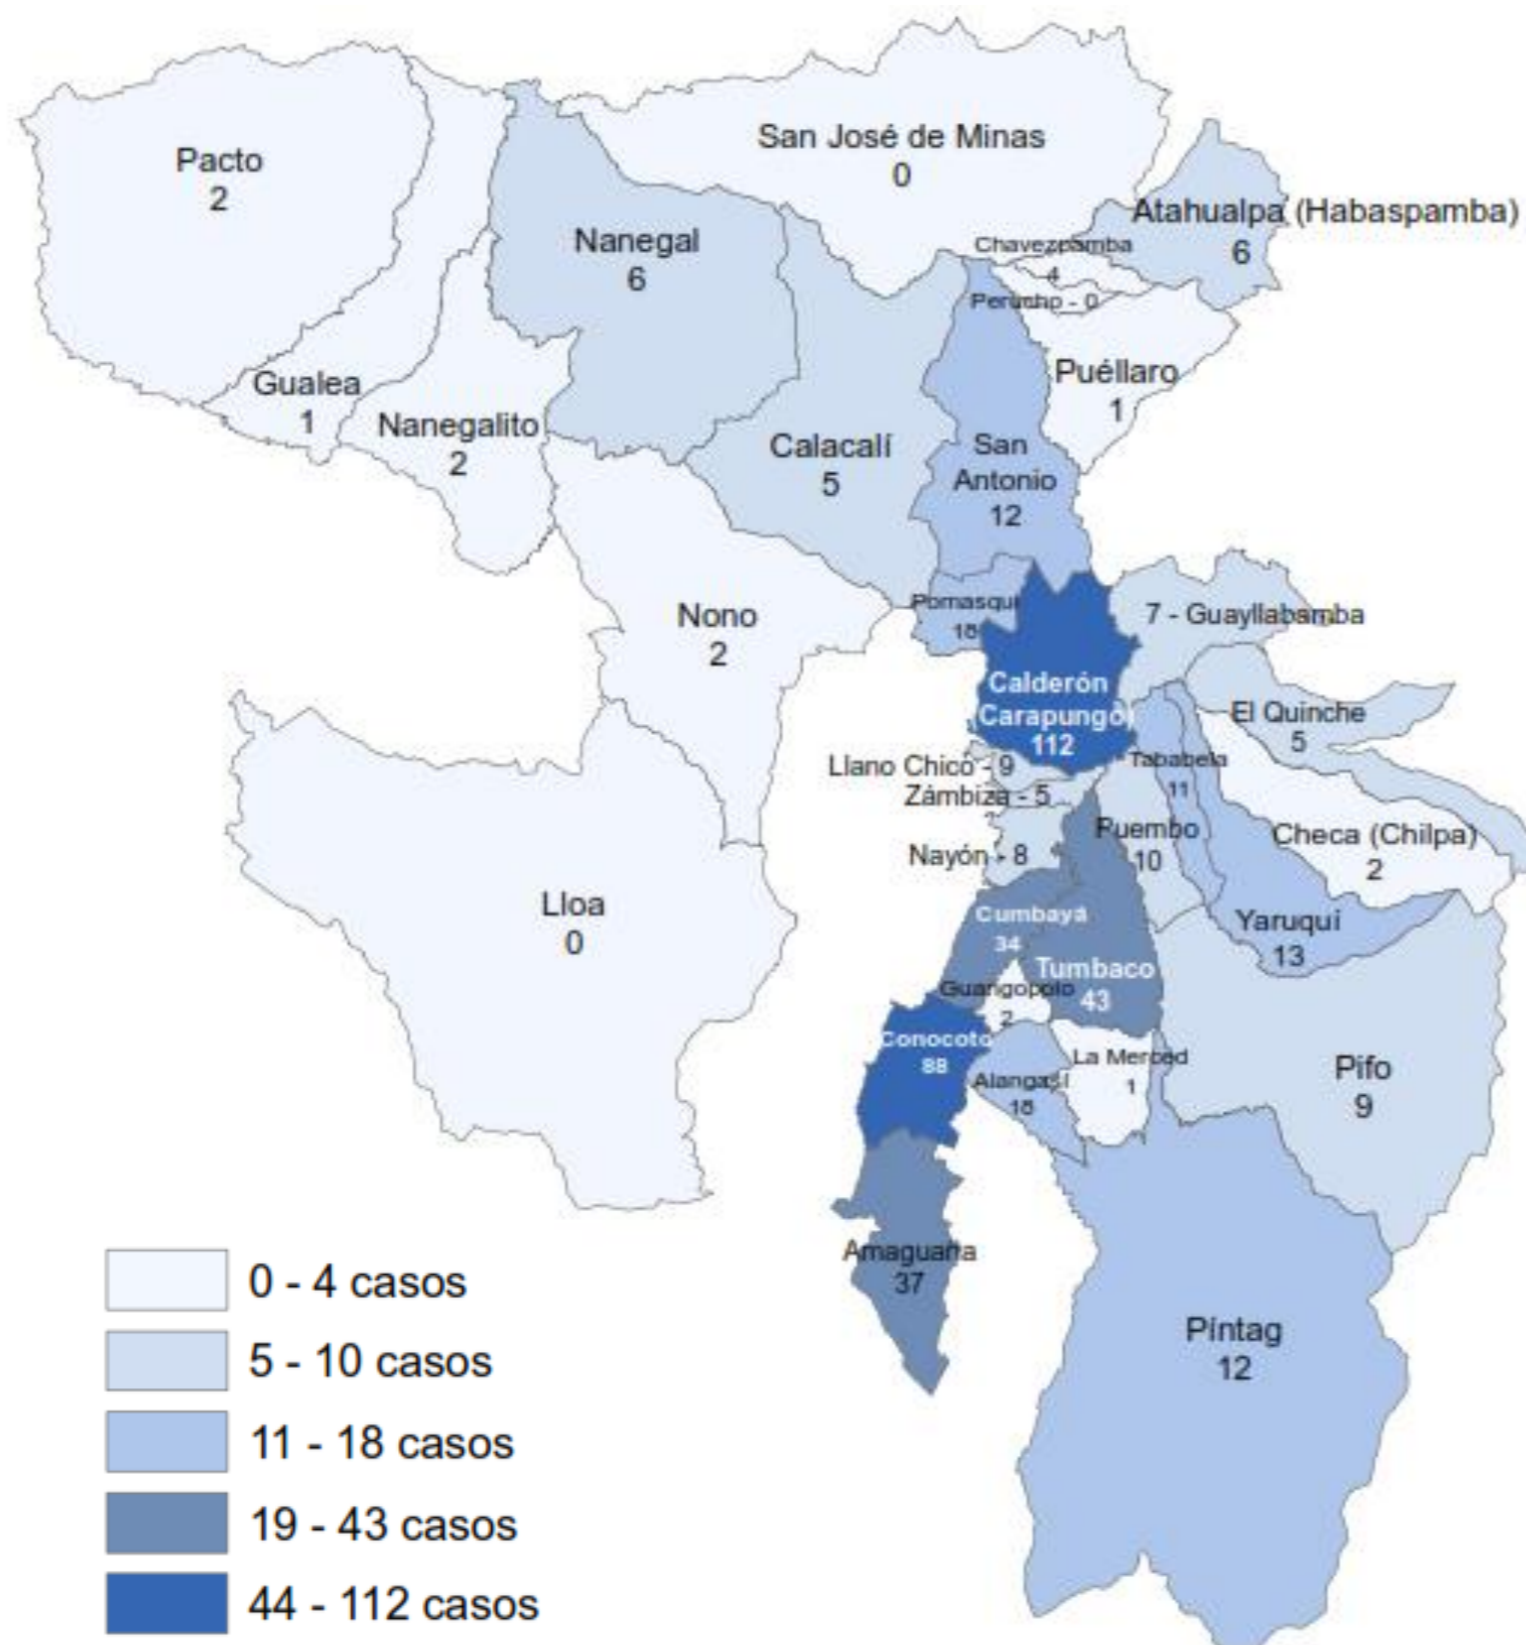 San José de Minas
0
Pacto
2
Atahualpa (Habaspamba)
6
Nanegal
6
Chavezpamba
4
Perucho - 0
Puéllaro
1
Gualea
1
Nanegalito
2
Calacalí
5
San
Antonio
12
Pomasqui
18
Nono
2
7 - Guayllabamba
Calderón
(Carapungo)
112
El Quinche
5
Llano Chico - 9
Zámbiza - 5
Tababela
11
Nayón - 8
Puembo
10
Checa (Chilpa)
2
Lloa
0
Cumbayá
34
Yaruquí
13
Tumbaco
43
Guangopolo
2
Conocoto
88
La Merced
1
Alangasí
18
Pifo
9
Amaguaña
37
Píntag
12
0 - 4 casos
5 - 10 casos
11 - 18 casos
19 - 43 casos
44 - 112 casos